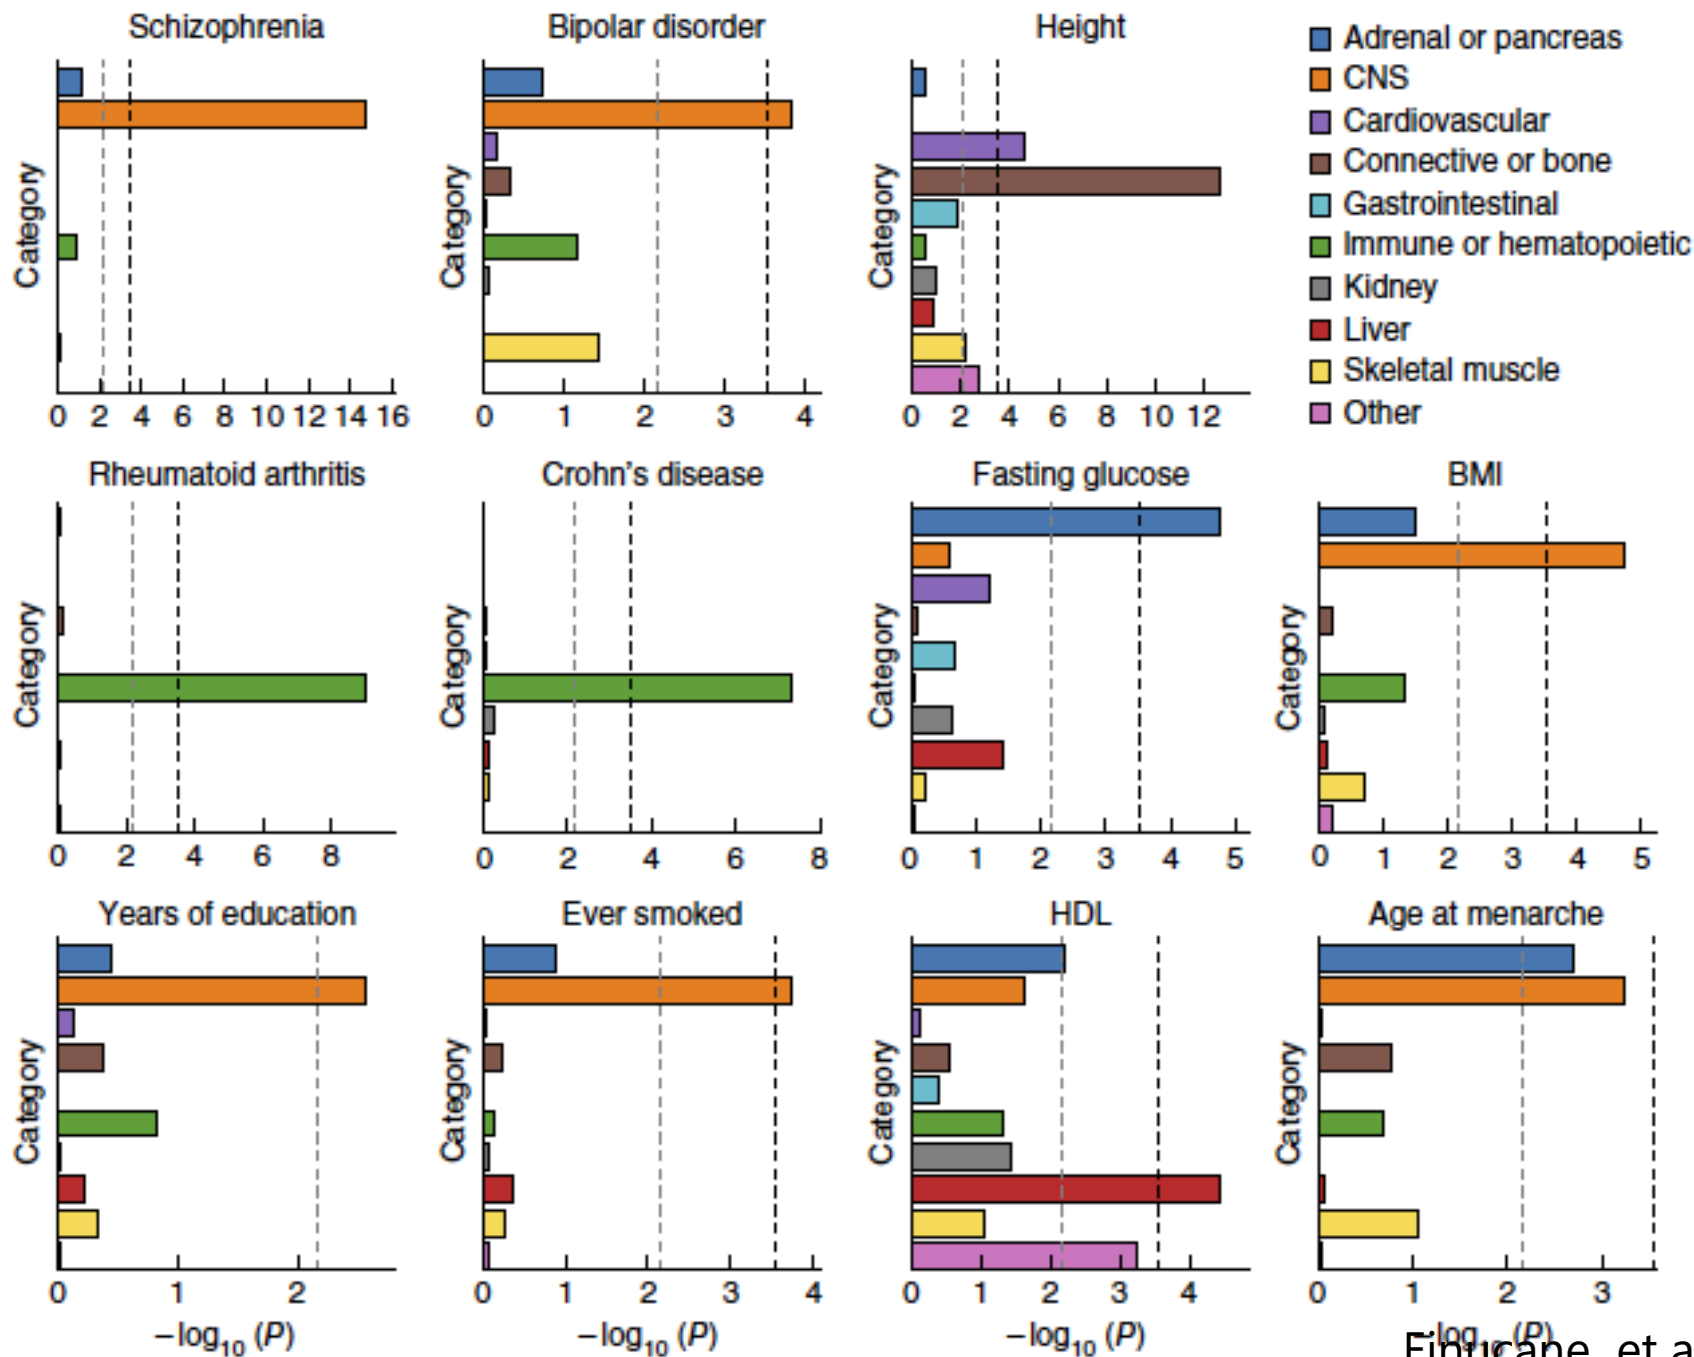 Schizophrenia
Bipolar disorder
Height
Adrenal or pancreas
CNS
Cardiovascular
Connective or bone
Gastrointestinal
Immune or hematopoietic
Kidney
Liver
Skeletal muscle
Other
Category
Category
Category
0 2 4 6 8 10 12 14 16
0 1 2 3 4
0 2 4 6 8 10 12
Rheumatoid arthritis
Crohn's disease
Fasting glucose
BMI
Category
Category
Category
Category
0 2 4 6 8
0 2 4 6 8
0 1 2 3 4 5
0 1 2 3 4 5
Years of education
Ever smoked
HDL
Age at menarche
Category
Category
Category
Category
0 1 2
0 1 2 3 4
0 1 2 3 4
0 1 2 3
−log10 (P)
−log10 (P)
−log10 (P)
−log10 (P)
Finucane, et a